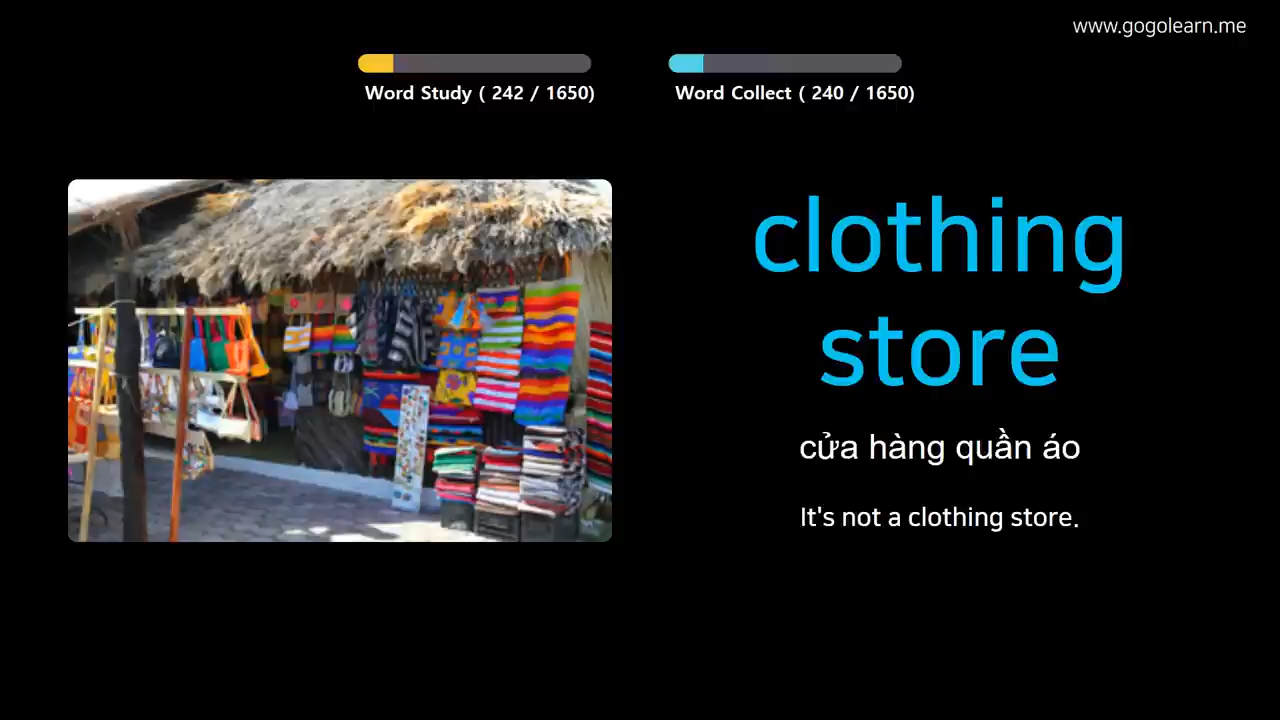 www.gogolearn.me
Word Study ( 242 / 1650)
Word Collect ( 240 / 1650)
clothing
store
cửa hàng quần áo
It's not a clothing store.